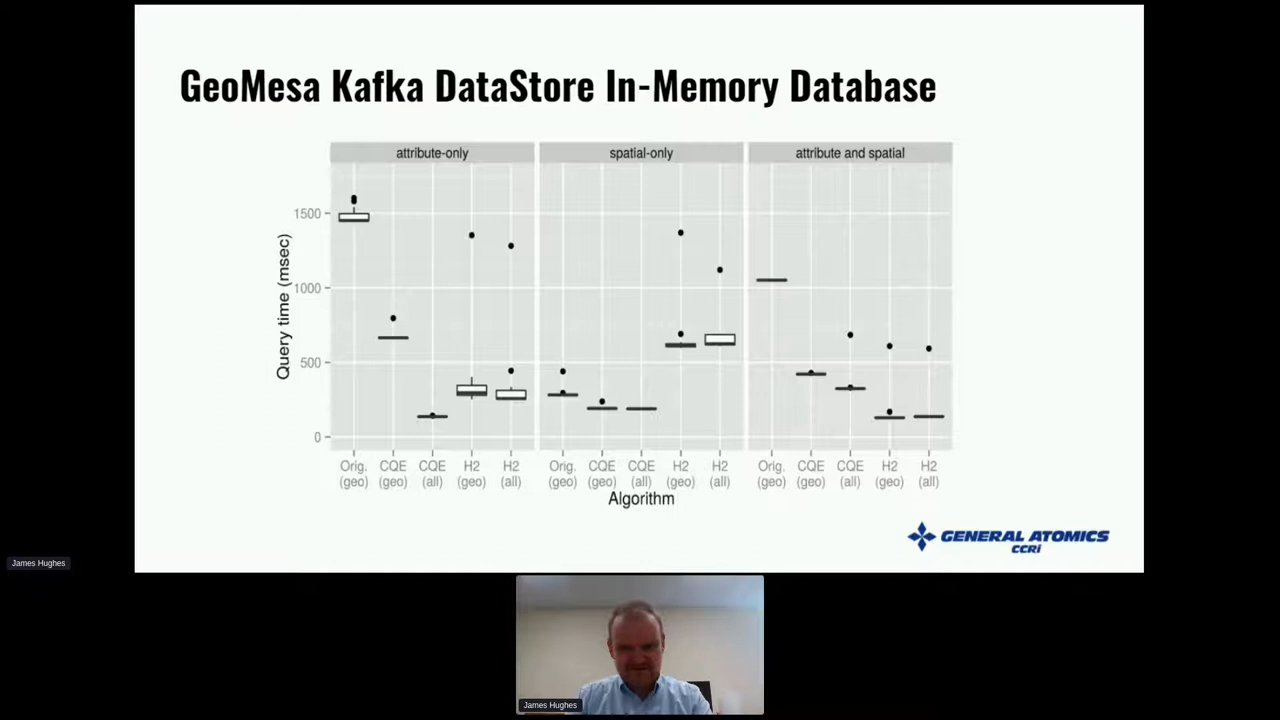 GeoMesa Kafka DataStore In-Memory Database
attribute-only
spatial-only
attribute and spatial
Query time (msec)
1500
1000
500
0
Orig. (geo)
CQE (geo)
CQE (all)
H2 (geo)
H2 (all)
Orig. (geo)
CQE (geo)
CQE (all)
H2 (geo)
H2 (all)
Orig. (geo)
CQE (geo)
CQE (all)
H2 (geo)
H2 (all)
Algorithm
GENERAL ATOMICS
CCRi
James Hughes
James Hughes